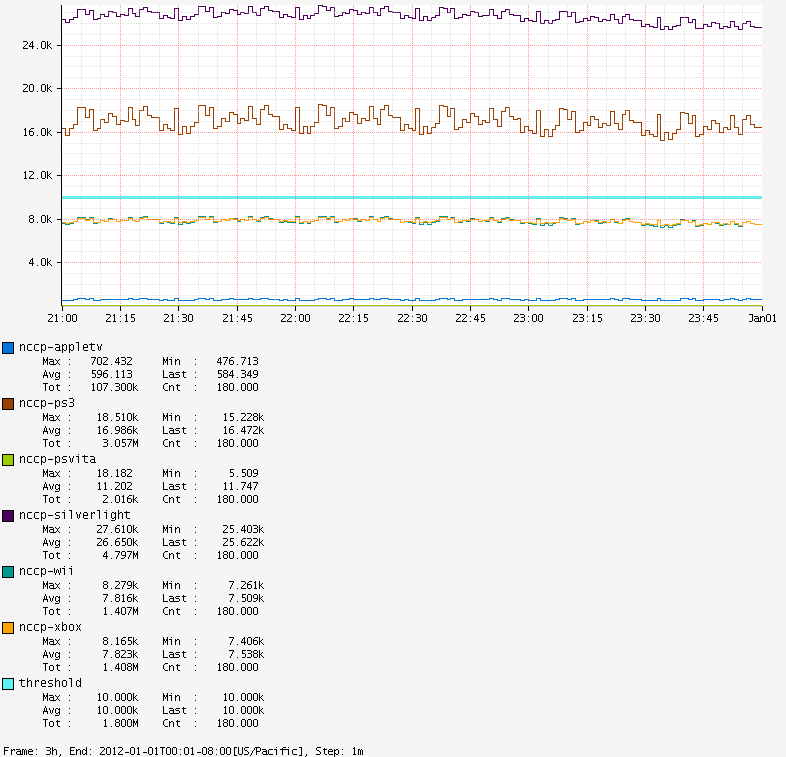 24.0k
20.0k
16.0k
12.0k
8.0k
4.0k
21:00 21:15 21:30 21:45 22:00 22:15 22:30 22:45 23:00 23:15 23:30 23:45 Jan01
nccp-appletv
Max : 702.432 Min : 476.713
Avg : 596.113 Last : 584.349
Tot : 107.300k Cnt : 180.000
nccp-ps3
Max : 18.510k Min : 15.228k
Avg : 16.986k Last : 16.472k
Tot : 3.057M Cnt : 180.000
nccp-psvita
Max : 18.182 Min : 5.509
Avg : 11.202 Last : 11.747
Tot : 2.016k Cnt : 180.000
nccp-silverlight
Max : 27.610k Min : 25.403k
Avg : 26.650k Last : 25.622k
Tot : 4.797M Cnt : 180.000
nccp-wii
Max : 8.279k Min : 7.261k
Avg : 7.816k Last : 7.509k
Tot : 1.407M Cnt : 180.000
nccp-xbox
Max : 8.165k Min : 7.406k
Avg : 7.823k Last : 7.538k
Tot : 1.408M Cnt : 180.000
threshold
Max : 10.000k Min : 10.000k
Avg : 10.000k Last : 10.000k
Tot : 1.800M Cnt : 180.000
Frame: 3h, End: 2012-01-01T00:01-08:00[US/Pacific], Step: 1m